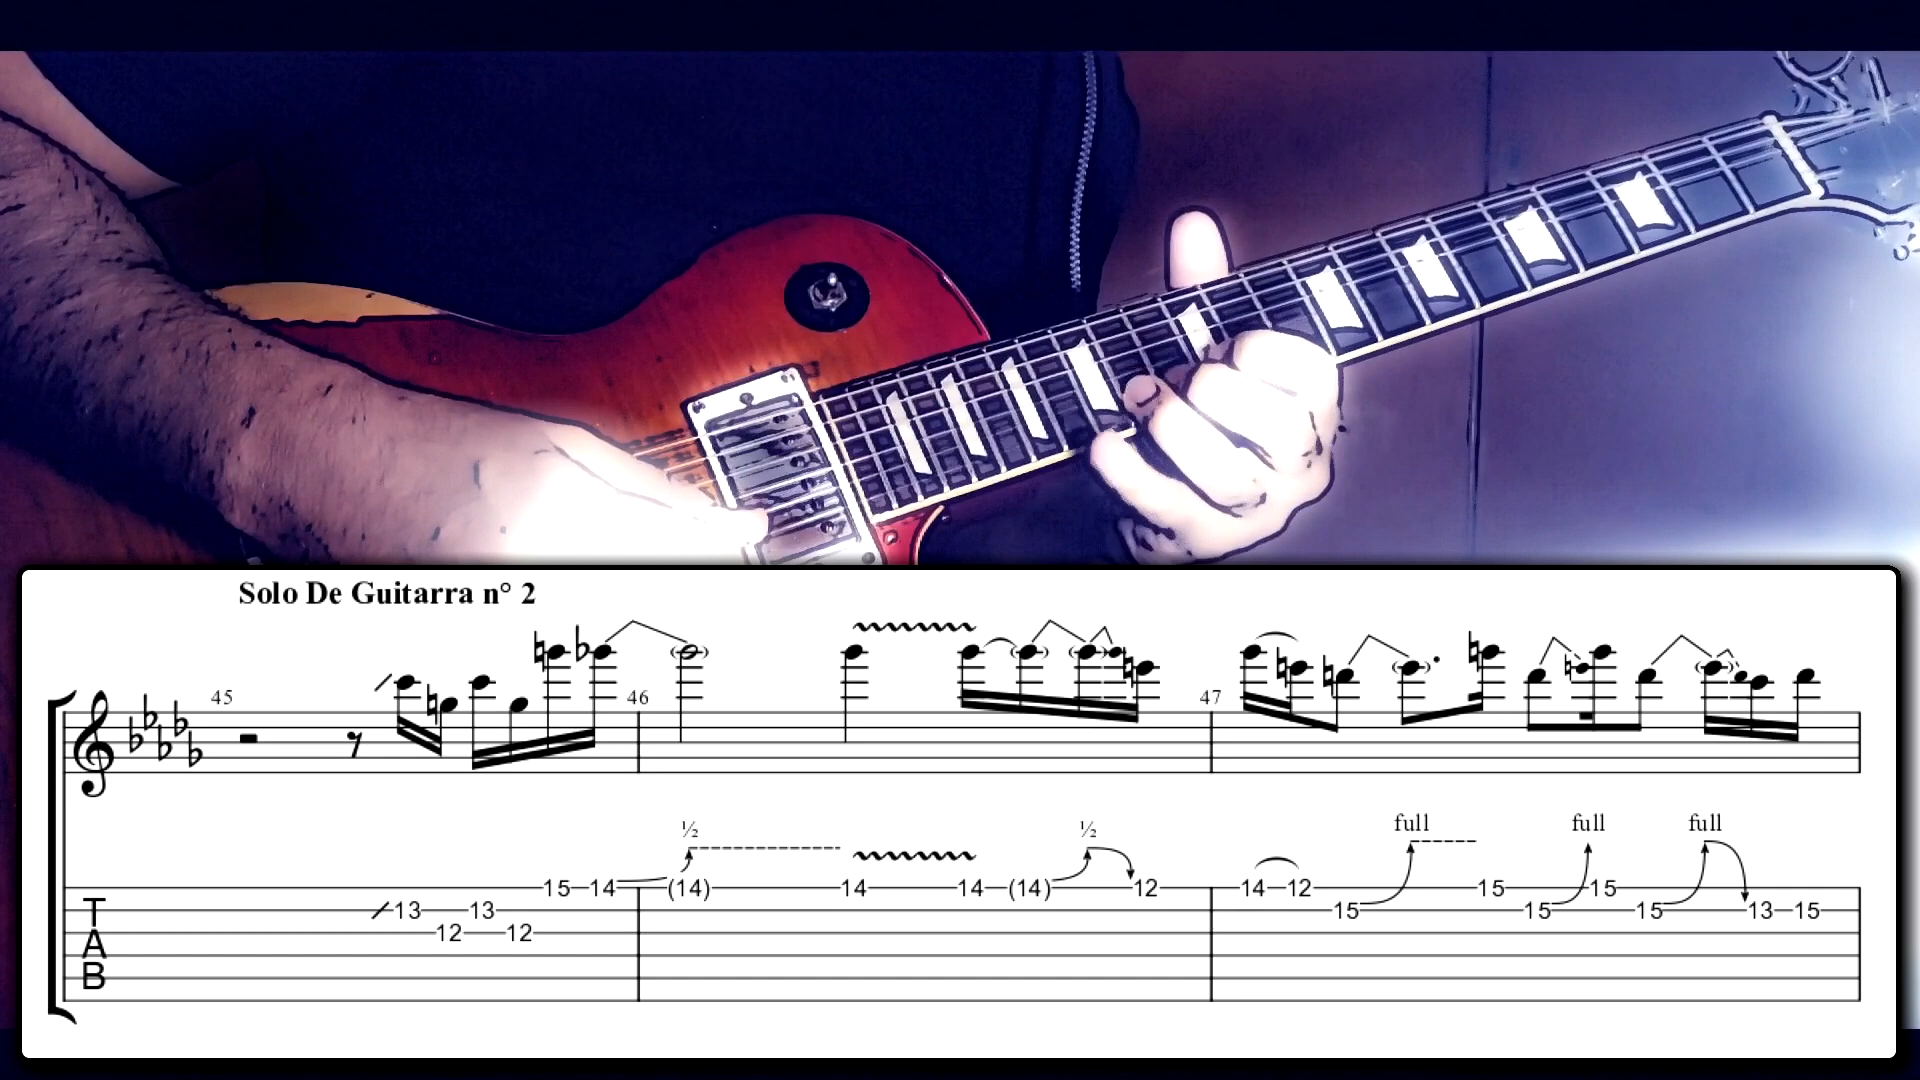 Solo De Guitarra n° 2
45 46 47
½ ½ full full full
15 14 (14) 14 14 (14) 12 14 12 15 15
T 13 13 15 15 15 13 15
A 12 12
B